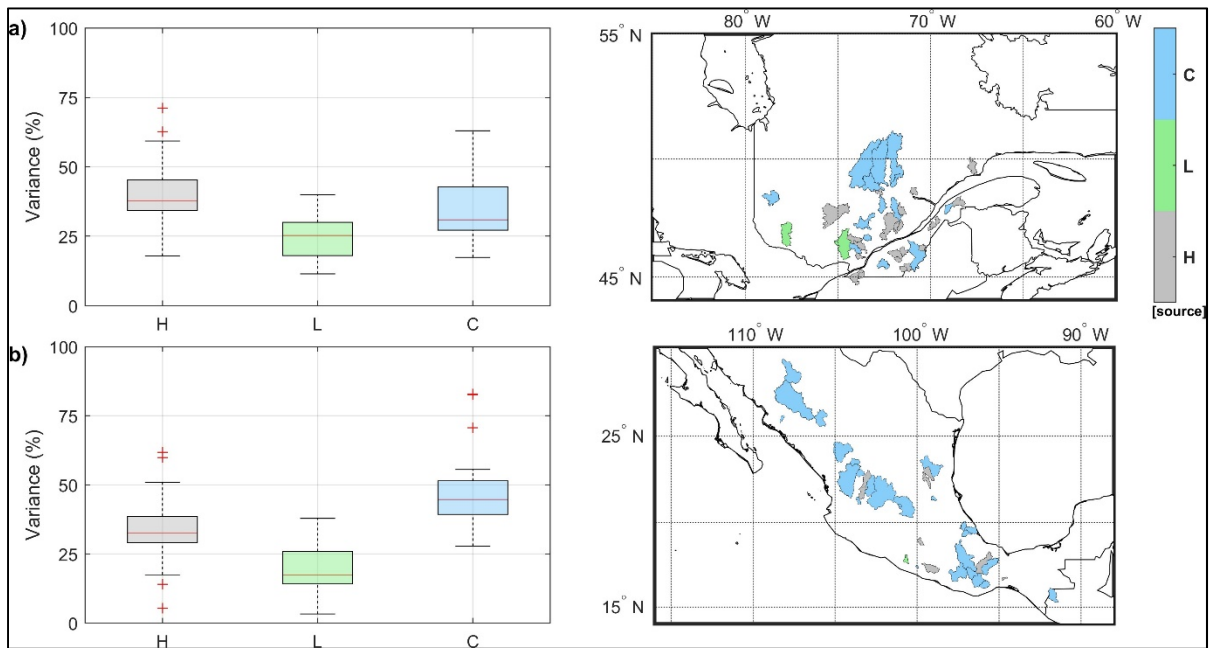 a)
Variance (%)
100
75
50
25
0
H L C
80° W 70° W 60° W
55° N
45° N
C
L
H
[source]
b)
Variance (%)
100
75
50
25
0
H L C
110° W 100° W 90° W
25° N
15° N